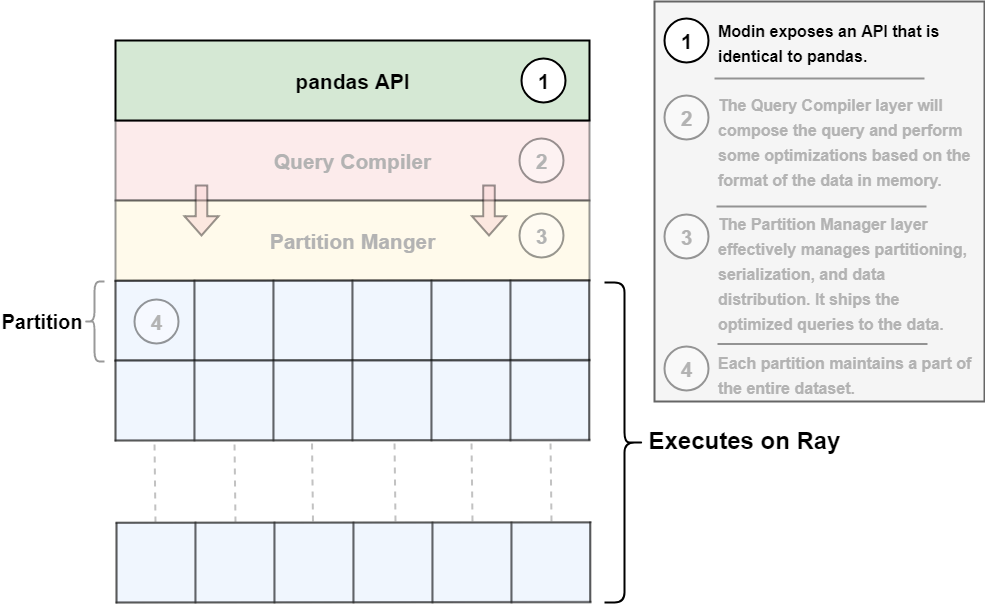 pandas API
1
Query Compiler
2
Partition Manger
3
Partition
4
Executes on Ray
1
Modin exposes an API that is
identical to pandas.
2
The Query Compiler layer will
compose the query and perform
some optimizations based on the
format of the data in memory.
3
The Partition Manager layer
effectively manages partitioning,
serialization, and data
distribution. It ships the
optimized queries to the data.
4
Each partition maintains a part of
the entire dataset.